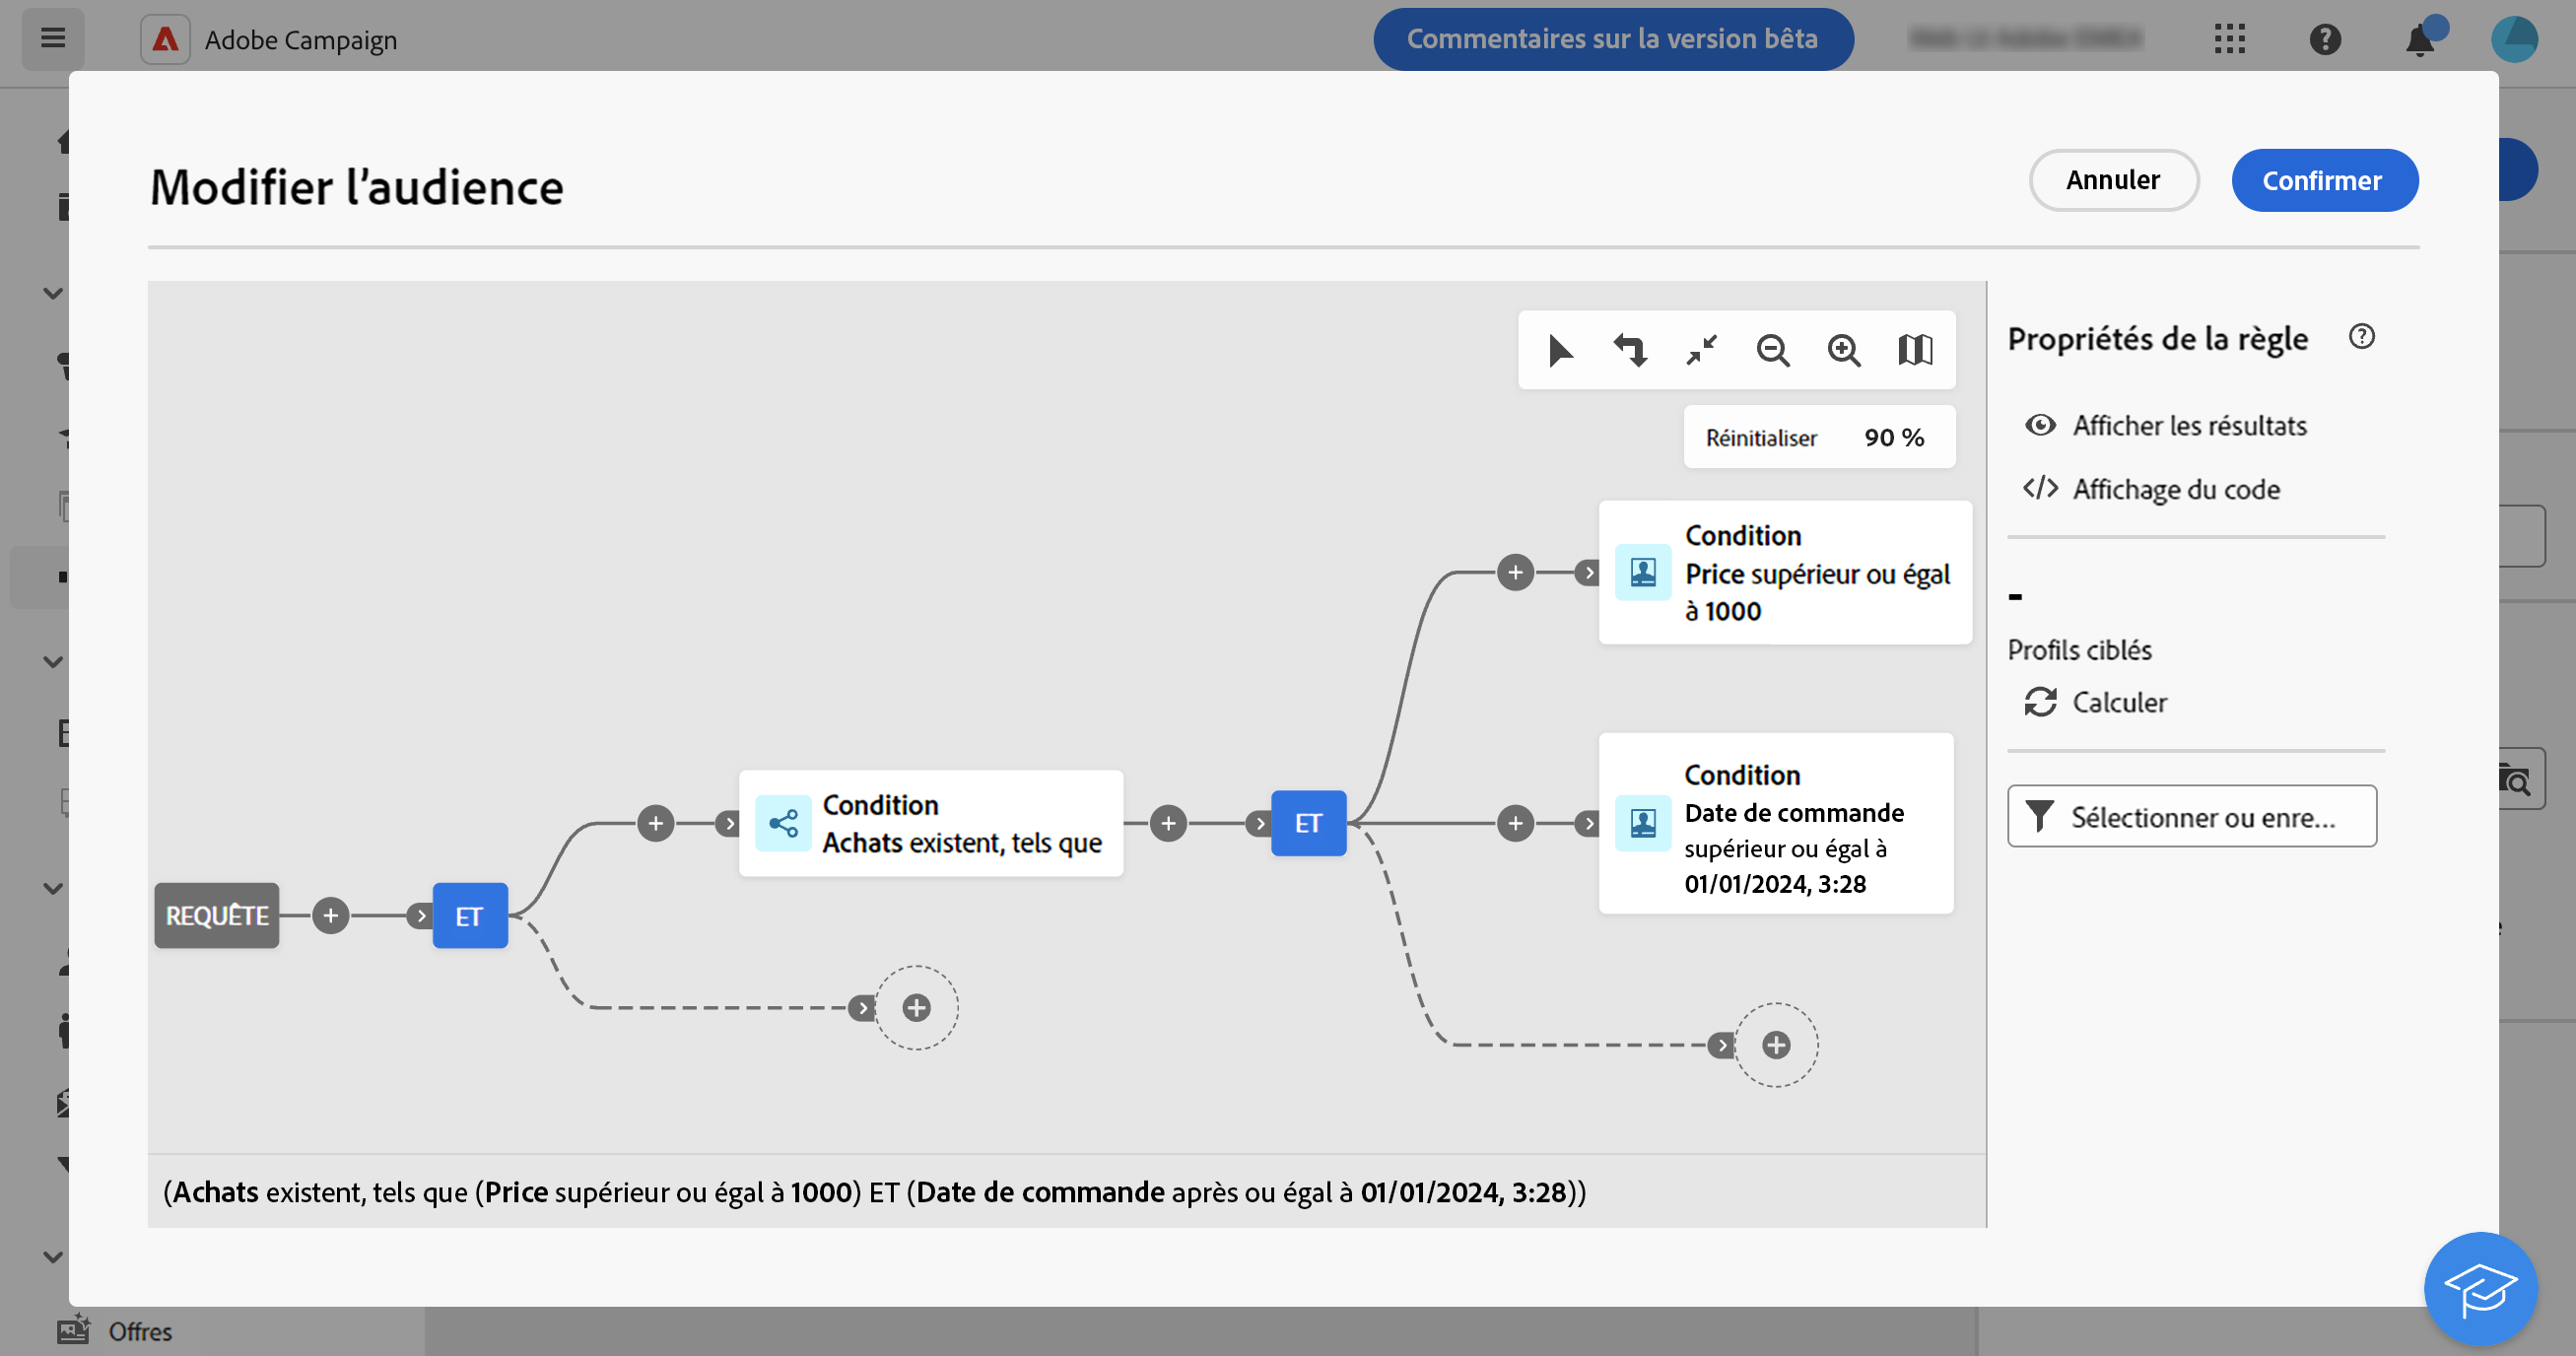 Adobe Campaign
Commentaires sur la version bêta
Modifier l’audience
Annuler
Confirmer
Réinitialiser 90 %
Condition
Price supérieur ou égal
à 1000
Condition
Achats existent, tels que
ET
Condition
Date de commande
supérieur ou égal à
01/01/2024, 3:28
REQUÊTE
ET
(Achats existent, tels que (Price supérieur ou égal à 1000) ET (Date de commande après ou égal à 01/01/2024, 3:28))
Propriétés de la règle
Afficher les résultats
Affichage du code
-
Profils ciblés
Calculer
Sélectionner ou enre...
Offres